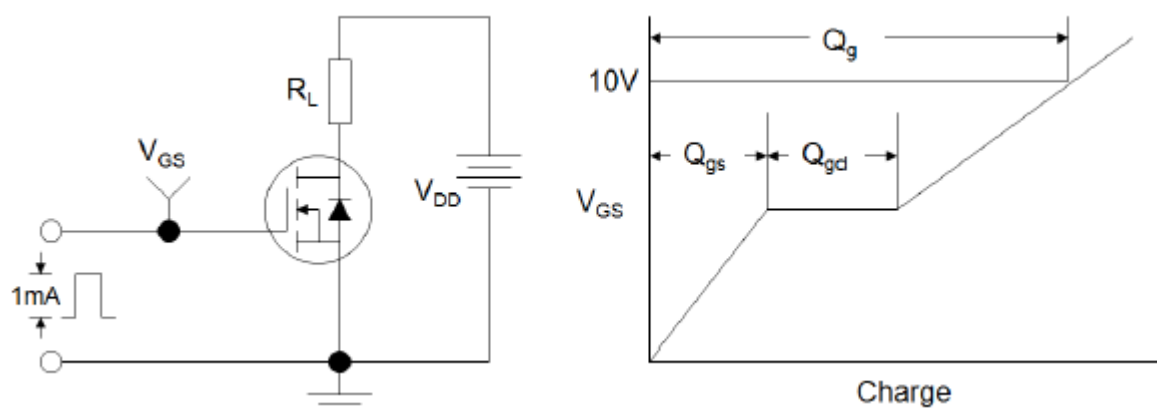 R_L
V_GS
V_DD
1mA
Q_g
10V
Q_gs
Q_gd
V_GS
Charge